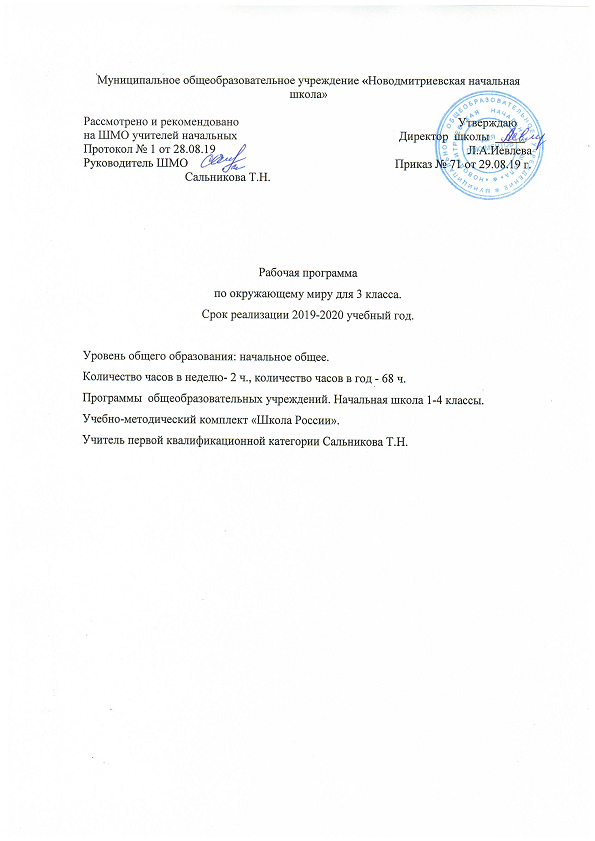 Муниципальное общеобразовательное учреждение «Новодмитриевская начальная
школа»
Рассмотрено и рекомендовано
на ШМО учителей начальных
Протокол № 1 от 28.08.19
Руководитель ШМО
Сальникова Т.Н.
Утверждаю
Директор школы
Л.А.Иевлева
Приказ № 71 от 29.08.19 г.
Рабочая программа
по окружающему миру для 3 класса.
Срок реализации 2019-2020 учебный год.
Уровень общего образования: начальное общее.
Количество часов в неделю- 2 ч., количество часов в год - 68 ч.
Программы общеобразовательных учреждений. Начальная школа 1-4 классы.
Учебно-методический комплект «Школа России».
Учитель первой квалификационной категории Сальникова Т.Н.